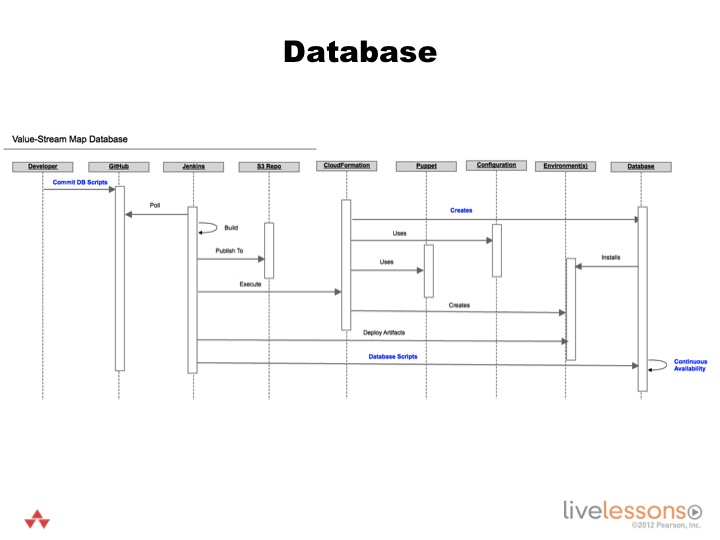 Database
Value-Stream Map Database
Developer GitHub Jenkins S3 Repo CloudFormation Puppet Configuration Environment(s) Database
Commit DB Scripts
Poll
Creates
Build
Uses
Publish To
Uses
Installs
Execute
Creates
Deploy Artifacts
Database Scripts
Continuous
Availability
livelessons
©2012 Pearson, Inc.